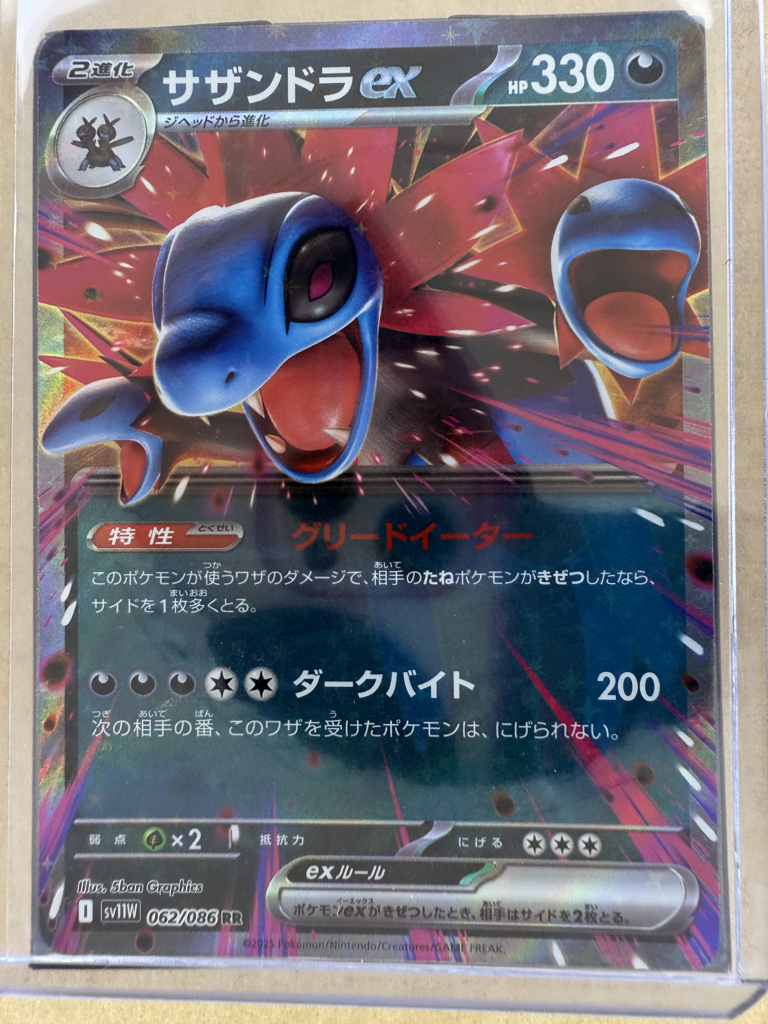 2進化 サザンドラex HP330
ジヘッドから進化
特性 とくせい グリードイーター
このポケモンが使うワザのダメージで、相手のたねポケモンがきぜつしたなら、
サイドを1枚多くとる。
ダークバイト 200
次の相手の番、このワザを受けたポケモンは、にげられない。
弱点 ×2 抵抗力 にげる
exルール
ポケモンexがきぜつしたとき、相手はサイドを2枚とる。
Illus. 5ban Graphics
I sv11W 062/086 RR
©2025 Pokémon/Nintendo/Creatures/GAME FREAK.